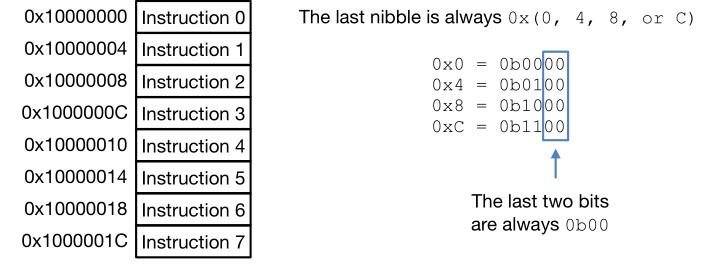 0x10000000 Instruction 0
0x10000004 Instruction 1
0x10000008 Instruction 2
0x1000000C Instruction 3
0x10000010 Instruction 4
0x10000014 Instruction 5
0x10000018 Instruction 6
0x1000001C Instruction 7
The last nibble is always 0x(0, 4, 8, or C)
0x0 = 0b0000
0x4 = 0b0100
0x8 = 0b1000
0xC = 0b1100
The last two bits
are always 0b00